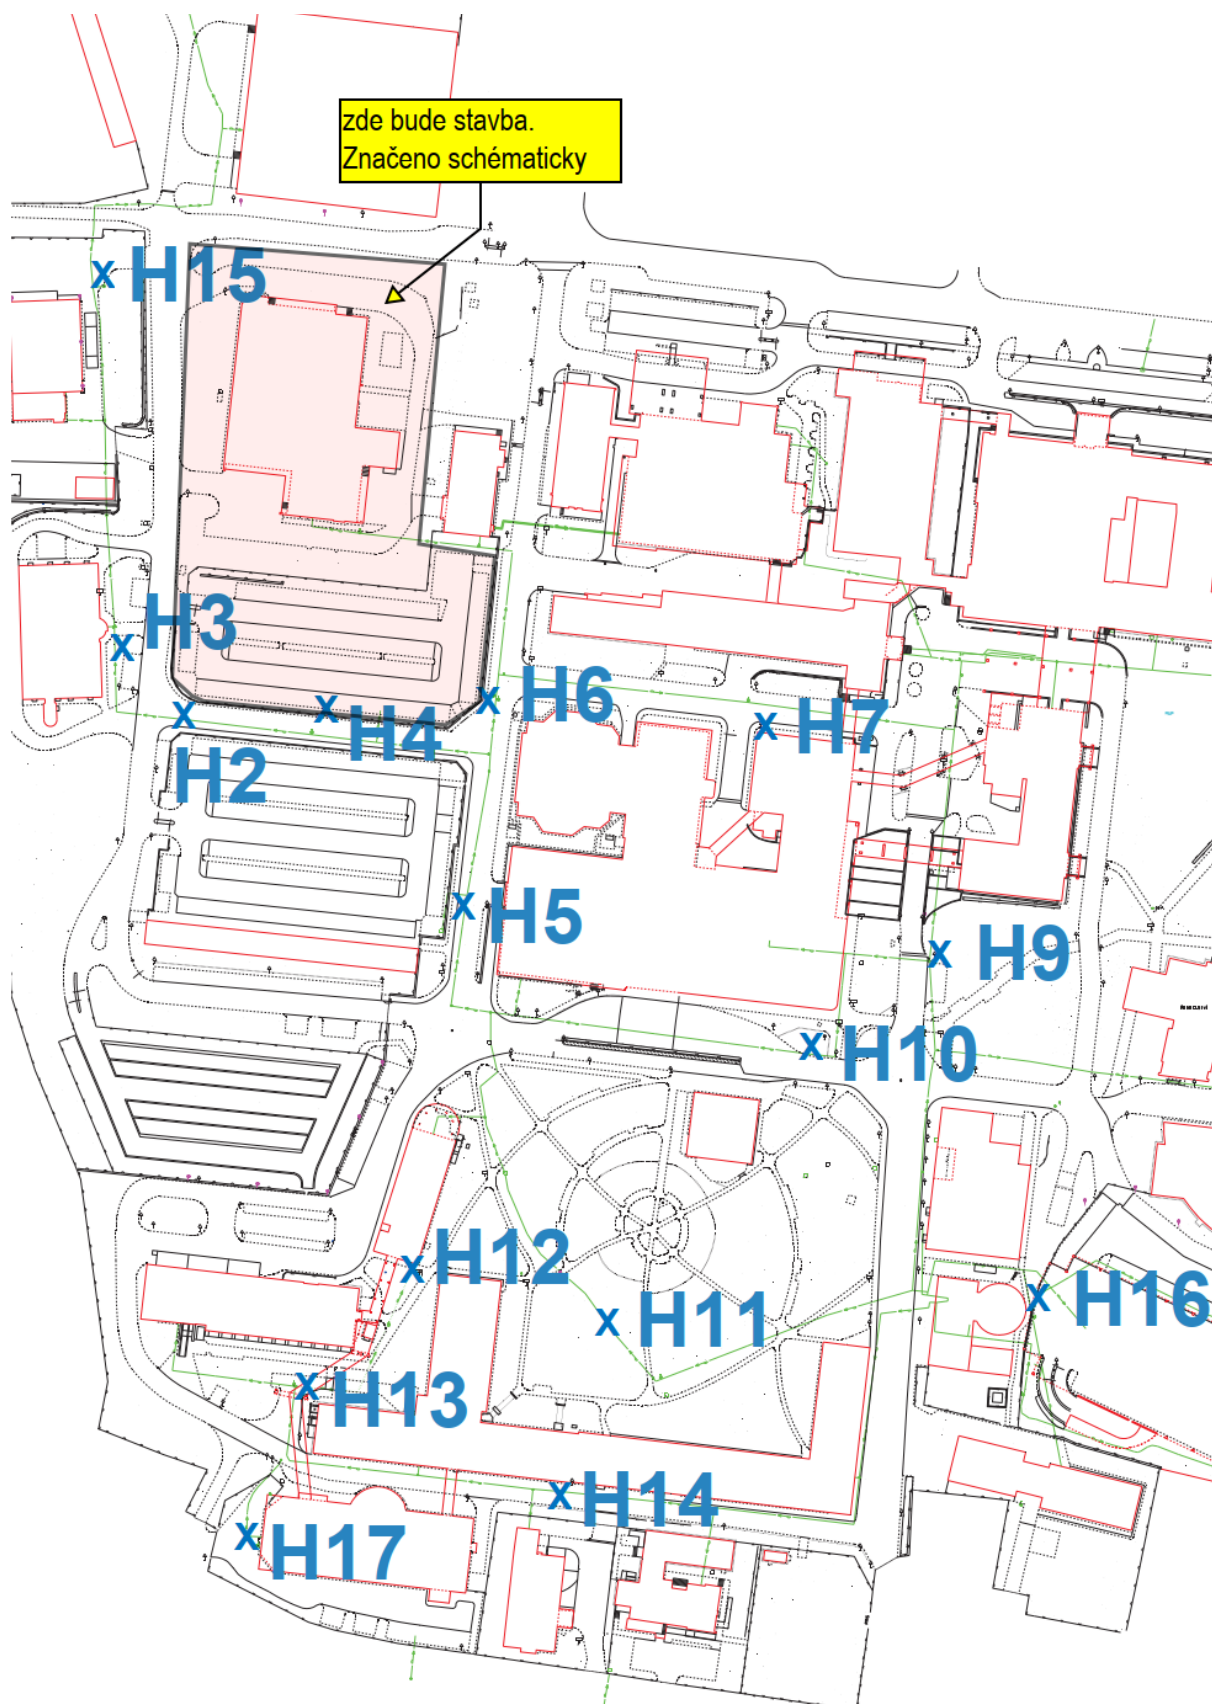 zde bude stavba.
Značeno schématicky
X H15
H3
X
X H6
X
X H4
X H7
H2
X H5
X H9
X H10
X H12
X H16
X H11
X H13
X H14
X H17